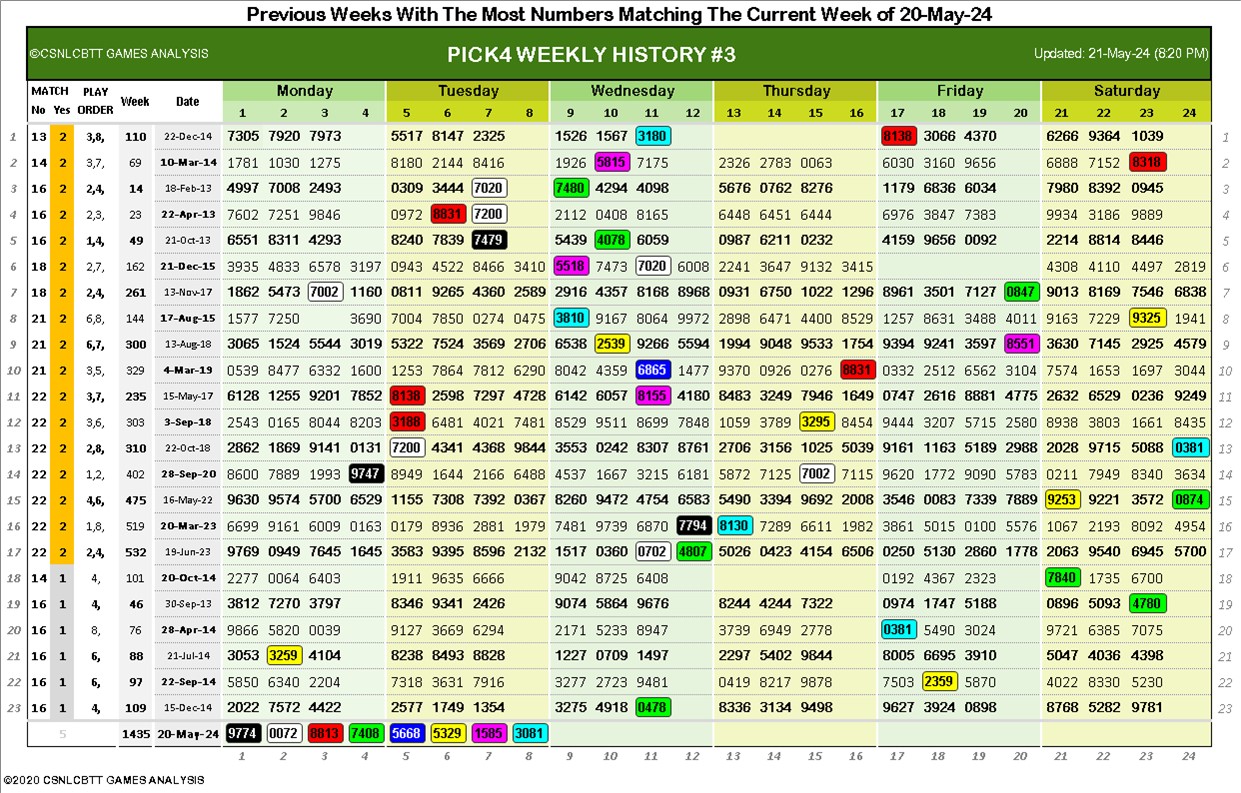 Previous Weeks With The Most Numbers Matching The Current Week of 20-May-24
©CSNLCBTT GAMES ANALYSIS PICK4 WEEKLY HISTORY #3 Updated: 21-May-24 (8:20 PM)
MATCH PLAY Week Date Monday Tuesday Wednesday Thursday Friday Saturday
No Yes ORDER 1 2 3 4 5 6 7 8 9 10 11 12 13 14 15 16 17 18 19 20 21 22 23 24
1 13 2 3,8, 110 22-Dec-14 7305 7920 7973 5517 8147 2325 1526 1567 3180 8138 3066 4370 6266 9364 1039 1
2 14 2 3,7, 69 10-Mar-14 1781 1030 1275 8180 2144 8416 1926 5815 7175 2326 2783 0063 6030 3160 9656 6888 7152 8318 2
3 16 2 2,4, 14 18-Feb-13 4997 7008 2493 0309 3444 7020 7480 4294 4098 5676 0762 8276 1179 6836 6034 7980 8392 0945 3
4 16 2 2,3, 23 22-Apr-13 7602 7251 9846 0972 8831 7200 2112 0408 8165 6448 6451 6444 6976 3847 7383 9934 3186 9889 4
5 16 2 1,4, 49 21-Oct-13 6551 8311 4293 8240 7839 7479 5439 4078 6059 0987 6211 0232 4159 9656 0092 2214 8814 8446 5
6 18 2 2,7, 162 21-Dec-15 3935 4833 6578 3197 0943 4522 8466 3410 5518 7473 7020 6008 2241 3647 9132 3415 4308 4110 4497 2819 6
7 18 2 2,4, 261 13-Nov-17 1862 5473 7002 1160 0811 9265 4360 2589 2916 4357 8168 8968 0931 6750 1022 1296 8961 3501 7127 0847 9013 8169 7546 6838 7
8 21 2 6,8, 144 17-Aug-15 1577 7250 3690 7004 7850 0274 0475 3810 9167 8064 9972 2898 6471 4400 8529 1257 8631 3488 4011 9163 7229 9325 1941 8
9 21 2 6,7, 300 13-Aug-18 3065 1524 5544 3019 5322 7524 3569 2706 6538 2539 9266 5594 1994 9048 9533 1754 9394 9241 3597 8551 3630 7145 2925 4579 9
10 21 2 3,5, 329 4-Mar-19 0539 8477 6332 1600 1253 7864 7812 6290 8042 4359 6865 1477 9370 0926 0276 8831 0332 2512 6562 3104 7574 1653 1697 3044 10
11 22 2 3,7, 235 15-May-17 6128 1255 9201 7852 8138 2598 7297 4728 6142 6057 8155 4180 8483 3249 7946 1649 0747 2616 8881 4775 2632 6529 0736 6249 11
12 22 2 3,6, 303 3-Sep-18 2543 0165 8044 8203 3188 6481 4021 7481 8529 9511 8699 7848 1059 3789 3295 8454 9444 3207 5715 2580 8938 3803 1661 8435 12
13 22 2 2,8, 310 22-Oct-18 2862 1869 9141 0131 7200 4341 4368 9844 3553 0242 8307 8761 2706 3156 1025 5039 9161 1163 5189 2988 2028 9715 5088 0381 13
14 22 2 1,2, 402 28-Sep-20 8600 7889 1993 9747 8949 1644 2166 6488 4537 1667 3215 6181 5872 7125 7002 7115 9620 1772 9090 5783 0211 7949 8340 3634 14
15 22 2 4,6, 475 16-May-22 9630 9574 5700 6529 1155 7308 7392 0367 8260 9472 4754 6583 5490 3394 9692 2008 3546 0083 7339 7889 9253 9221 3572 0874 15
16 22 2 1,8, 519 20-Mar-23 6699 9161 6009 0163 0179 8936 2881 1979 7481 9739 6870 7794 8130 7289 6611 1982 3861 5015 0100 5576 1067 2193 8092 4954 16
17 22 2 2,4, 532 19-Jun-23 9769 0949 7645 1645 3583 9395 8596 2132 1517 0360 0702 4807 5026 0423 4154 6506 0250 5130 2860 1778 2063 9540 6945 5700 17
18 14 1 4, 101 20-Oct-14 2277 0064 6403 1911 9635 6666 9042 8725 6408 0192 4367 2323 7840 1735 6700 18
19 16 1 4, 46 30-Sep-13 3812 7270 3797 8346 9341 2426 9074 5864 9676 8244 4244 7322 0974 1747 5188 0896 5093 4780 19
20 16 1 8, 76 28-Apr-14 9866 5820 0039 9127 3669 6294 2171 5233 8947 3739 6949 2778 0381 5490 3024 9721 6385 7075 20
21 16 1 6, 88 21-Jul-14 3053 3259 4104 8238 8493 8828 1227 0709 1497 2297 5402 9844 8005 6695 3910 5047 4036 4398 21
22 16 1 6, 97 22-Sep-14 5850 6340 2204 7318 3631 7916 3277 2723 9481 0419 8217 9878 7503 2359 5870 4022 8330 5230 22
23 16 1 4, 109 15-Dec-14 2022 7572 4422 2577 1749 1354 3275 4918 0478 8336 3134 9498 9627 3924 0898 8768 5282 9781 23
5 1435 20-May-24 9774 0072 8813 7408 5668 5329 1585 3081
1 2 3 4 5 6 7 8 9 10 11 12 13 14 15 16 17 18 19 20 21 22 23 24
©2020 CSNLCBTT GAMES ANALYSIS